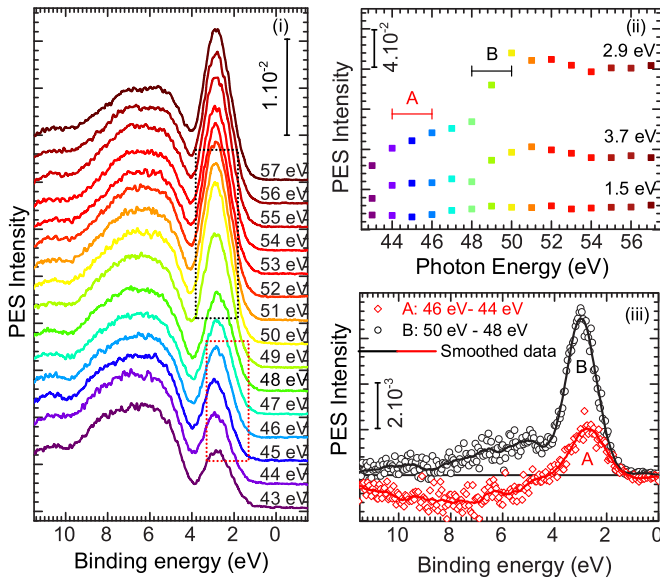 (i)
1.10⁻²
57 eV
56 eV
55 eV
54 eV
53 eV
52 eV
51 eV
50 eV
49 eV
48 eV
47 eV
46 eV
45 eV
44 eV
43 eV
PES Intensity
10 8 6 4 2 0
Binding energy (eV)
(ii)
4.10⁻²
2.9 eV
B
A
3.7 eV
1.5 eV
PES Intensity
44 46 48 50 52 54 56
Photon Energy (eV)
(iii)
A: 46 eV- 44 eV
B: 50 eV - 48 eV
Smoothed data
B
2.10⁻³
A
PES Intensity
10 8 6 4 2 0
Binding energy (eV)